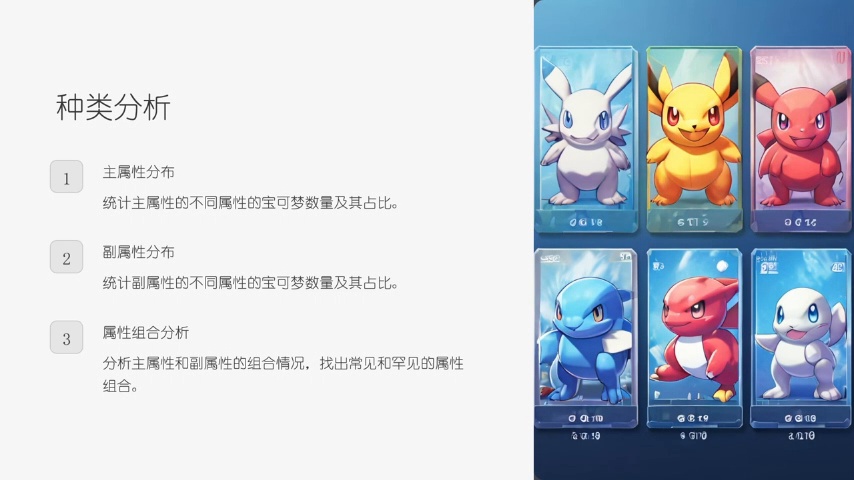 种类分析
1
主属性分布
统计主属性的不同属性的宝可梦数量及其占比。
2
副属性分布
统计副属性的不同属性的宝可梦数量及其占比。
3
属性组合分析
分析主属性和副属性的组合情况，找出常见和罕见的属性
组合。